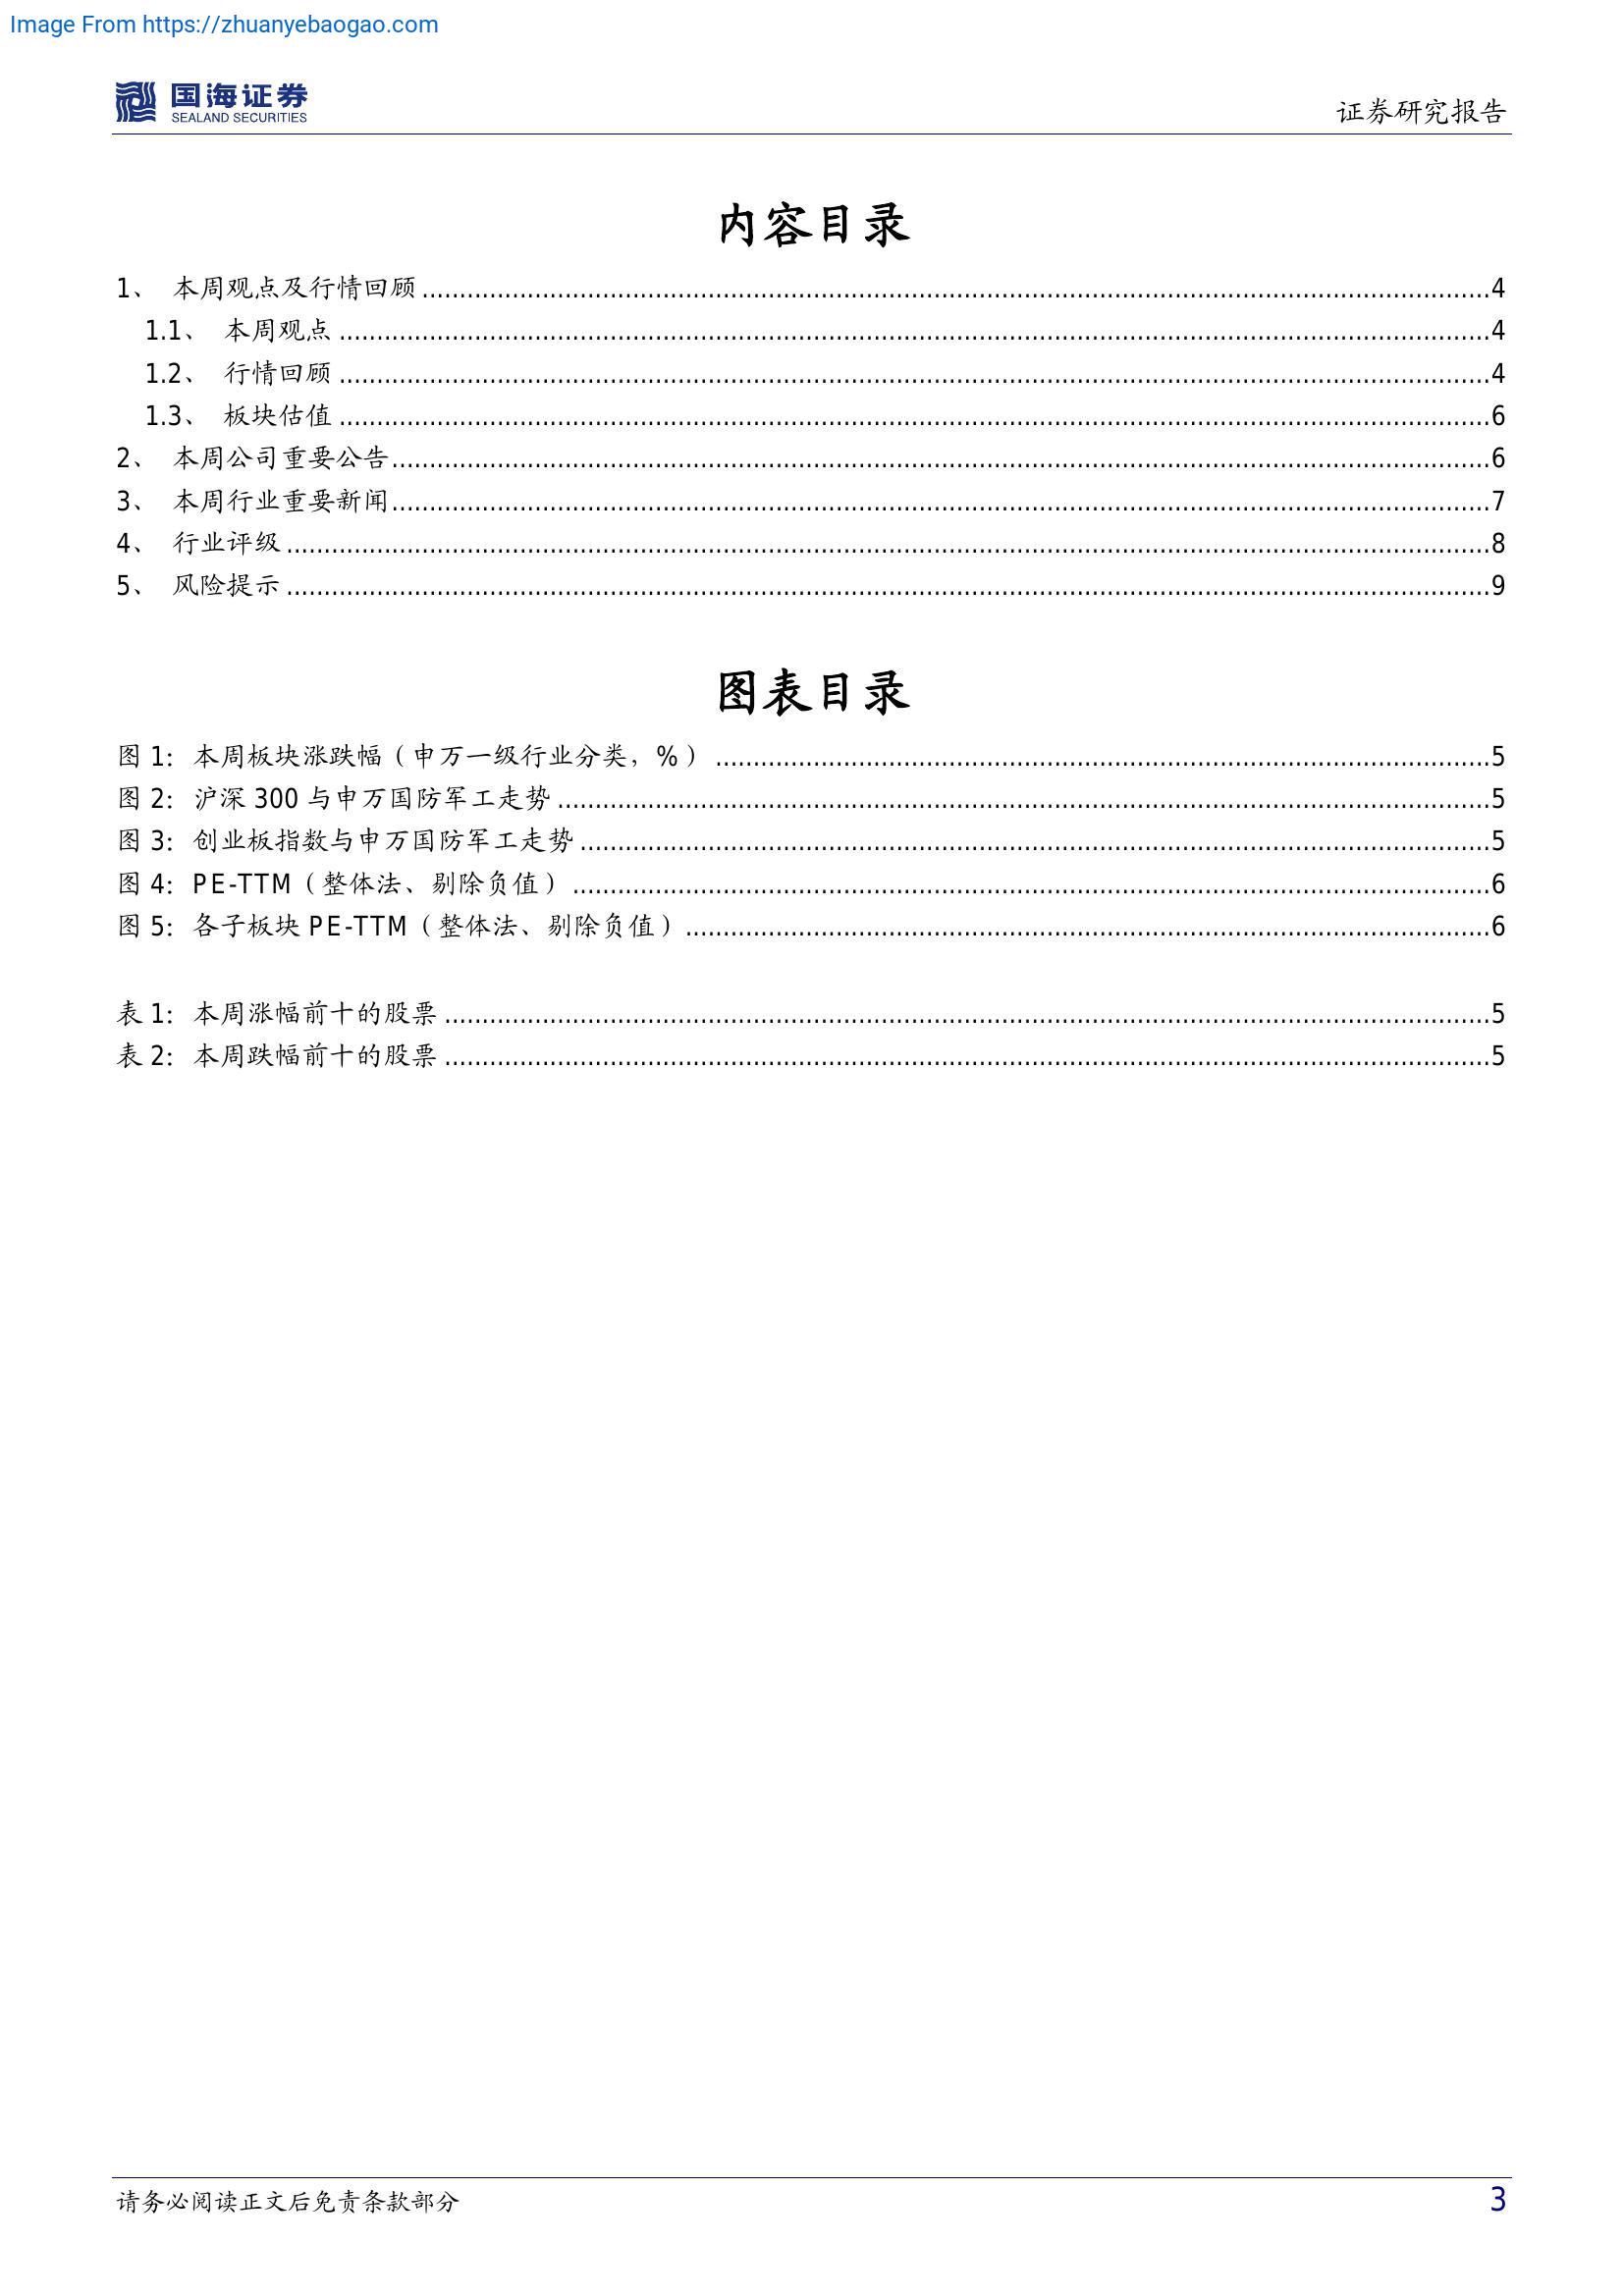 Image From https://zhuanyebaogao.com
国海证券
SEALAND SECURITIES
证券研究报告
内容目录
1、 本周观点及行情回顾 ........................................ 4
1.1、 本周观点 ........................................ 4
1.2、 行情回顾 ........................................ 4
1.3、 板块估值 ........................................ 6
2、 本周公司重要公告 ........................................ 6
3、 本周行业重要新闻 ........................................ 7
4、 行业评级 ........................................ 8
5、 风险提示 ........................................ 9
图表目录
图 1: 本周板块涨跌幅（申万一级行业分类，%） ........................................ 5
图 2: 沪深 300 与申万国防军工走势 ........................................ 5
图 3: 创业板指数与申万国防军工走势 ........................................ 5
图 4: PE-TTM（整体法、剔除负值） ........................................ 6
图 5: 各子板块 PE-TTM（整体法、剔除负值） ........................................ 6
表 1: 本周涨幅前十的股票 ........................................ 5
表 2: 本周跌幅前十的股票 ........................................ 5
请务必阅读正文后免责条款部分
3